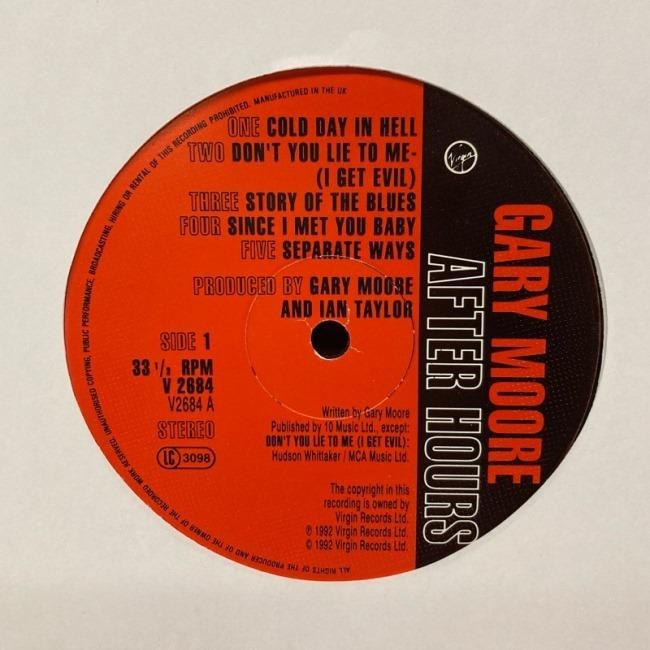 ALL RIGHTS OF THE PRODUCER AND OF THE OWNER OF THE RECORDED WORK RESERVED. UNAUTHORISED COPYING, PUBLIC PERFORMANCE, BROADCASTING, HIRING OR RENTAL OF THIS RECORDING PROHIBITED. MANUFACTURED IN THE UK
ONE COLD DAY IN HELL
TWO DON'T YOU LIE TO ME-
(I GET EVIL)
THREE STORY OF THE BLUES
FOUR SINCE I MET YOU BABY
FIVE SEPARATE WAYS
PRODUCED BY GARY MOORE
AND IAN TAYLOR
SIDE 1
33 1/3 RPM
V 2684
V2684 A
STEREO
LC 3098
Written by Gary Moore
Published by 10 Music Ltd., except:
DON'T YOU LIE TO ME (I GET EVIL):
Hudson Whittaker / MCA Music Ltd.
The copyright in this
recording is owned by
Virgin Records Ltd.
℗ 1992 Virgin Records Ltd.
© 1992 Virgin Records Ltd.
Virgin
GARY MOORE
AFTER HOURS